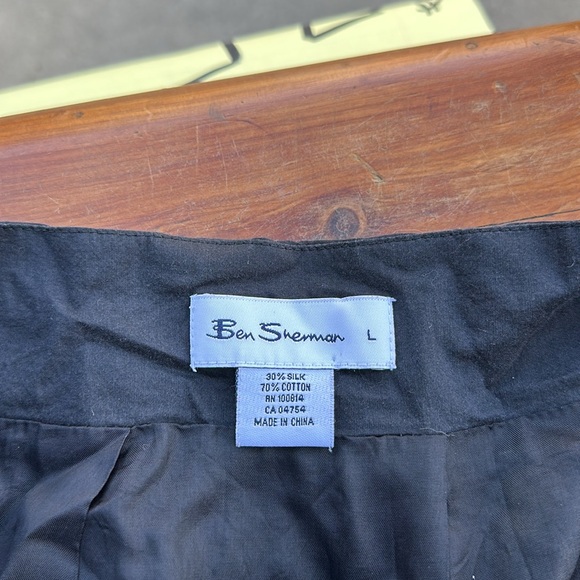 Ben Sherman L
30% SILK
70% COTTON
RN 100814
CA 04754
MADE IN CHINA